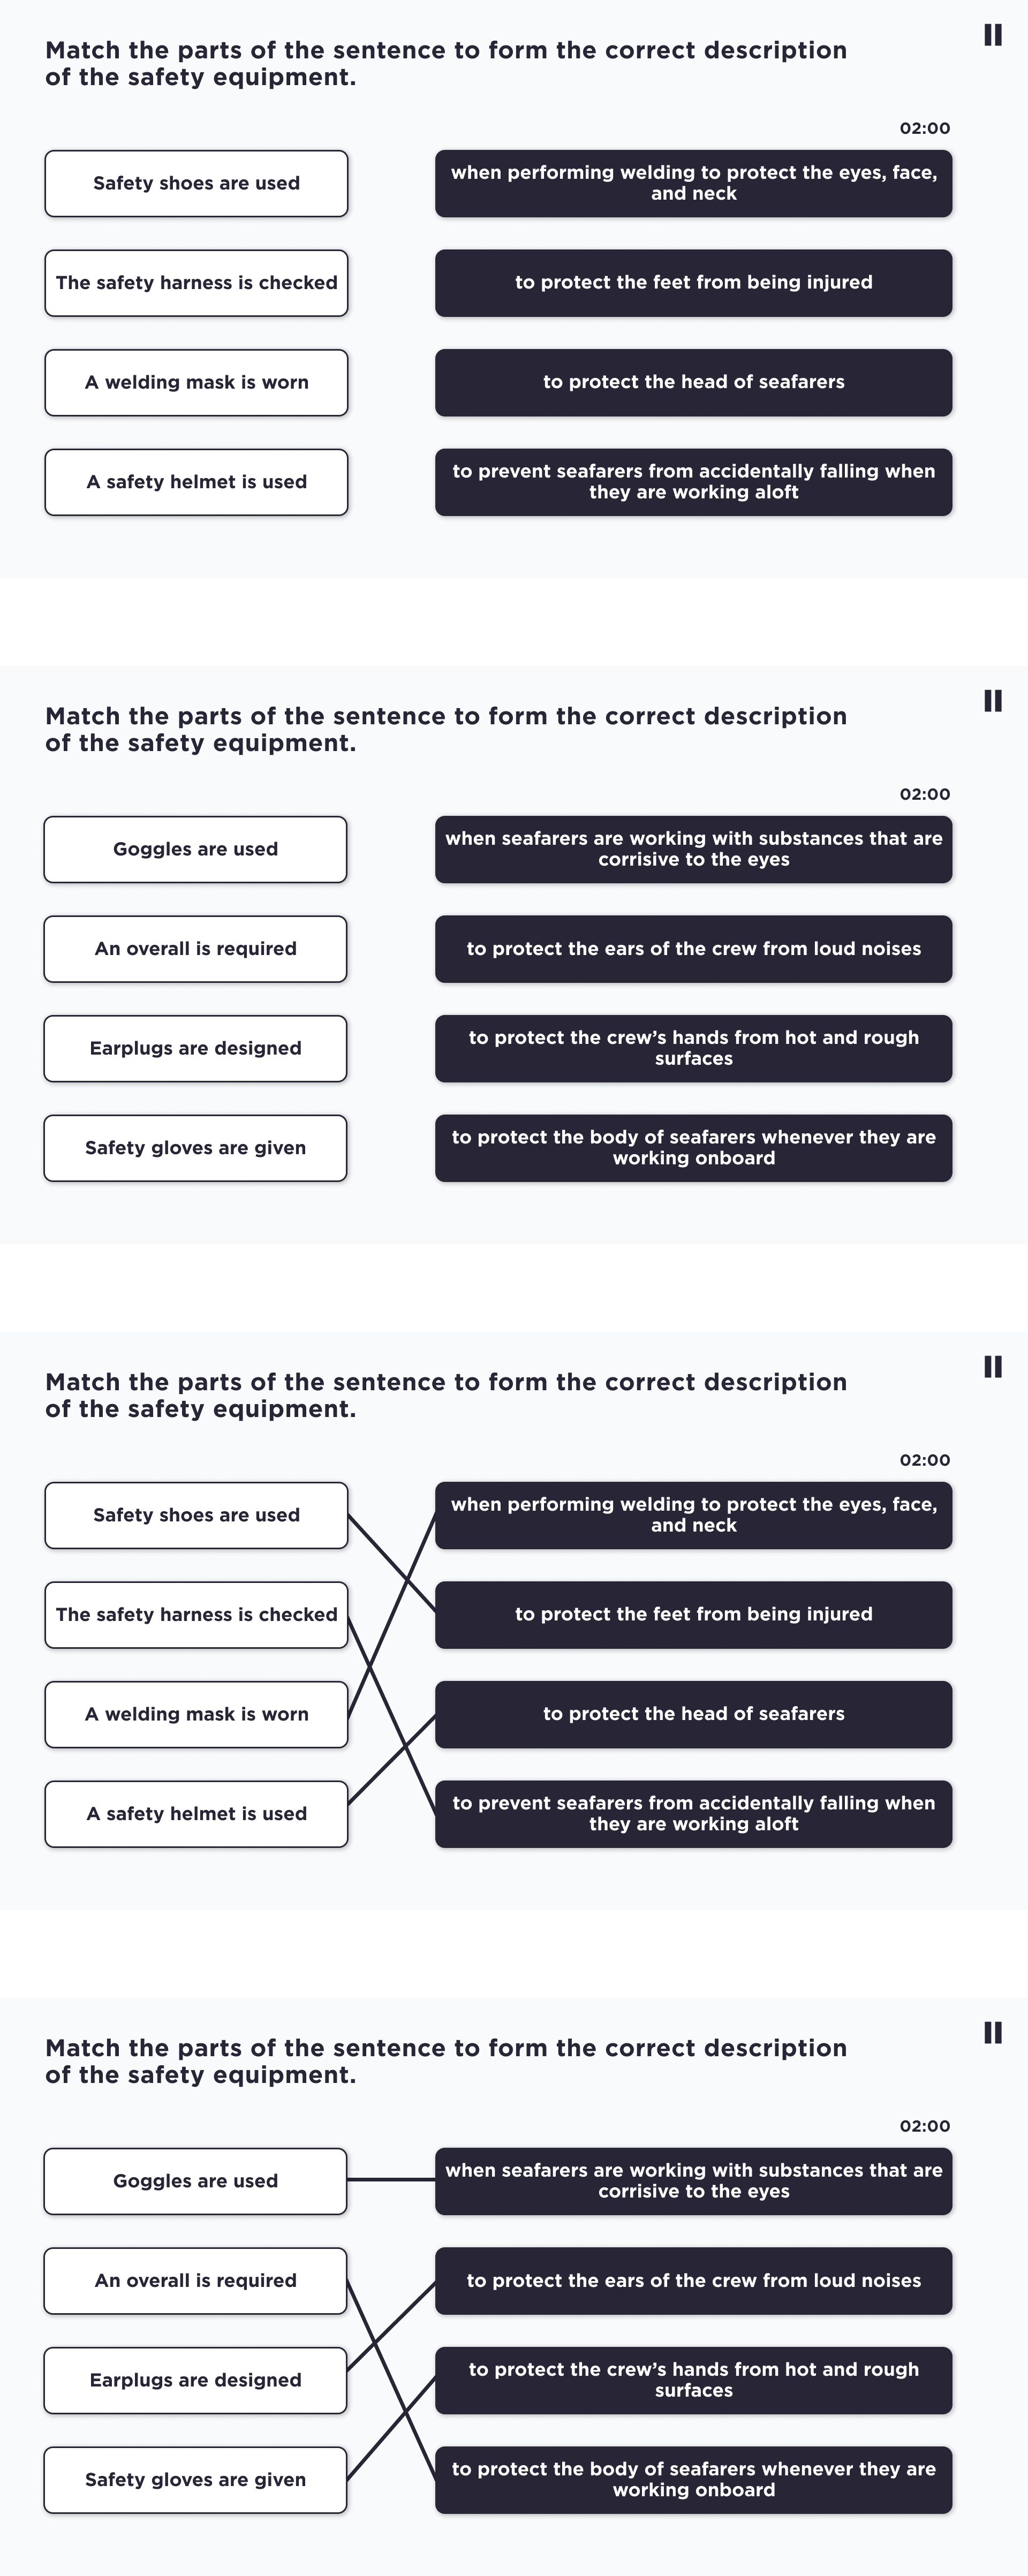 Match the parts of the sentence to form the correct description
of the safety equipment.
02:00
Safety shoes are used
when performing welding to protect the eyes, face,
and neck
The safety harness is checked
to protect the feet from being injured
A welding mask is worn
to protect the head of seafarers
A safety helmet is used
to prevent seafarers from accidentally falling when
they are working aloft
Match the parts of the sentence to form the correct description
of the safety equipment.
02:00
Goggles are used
when seafarers are working with substances that are
corrisive to the eyes
An overall is required
to protect the ears of the crew from loud noises
Earplugs are designed
to protect the crew’s hands from hot and rough
surfaces
Safety gloves are given
to protect the body of seafarers whenever they are
working onboard
Match the parts of the sentence to form the correct description
of the safety equipment.
02:00
Safety shoes are used
when performing welding to protect the eyes, face,
and neck
The safety harness is checked
to protect the feet from being injured
A welding mask is worn
to protect the head of seafarers
A safety helmet is used
to prevent seafarers from accidentally falling when
they are working aloft
Match the parts of the sentence to form the correct description
of the safety equipment.
02:00
Goggles are used
when seafarers are working with substances that are
corrisive to the eyes
An overall is required
to protect the ears of the crew from loud noises
Earplugs are designed
to protect the crew’s hands from hot and rough
surfaces
Safety gloves are given
to protect the body of seafarers whenever they are
working onboard